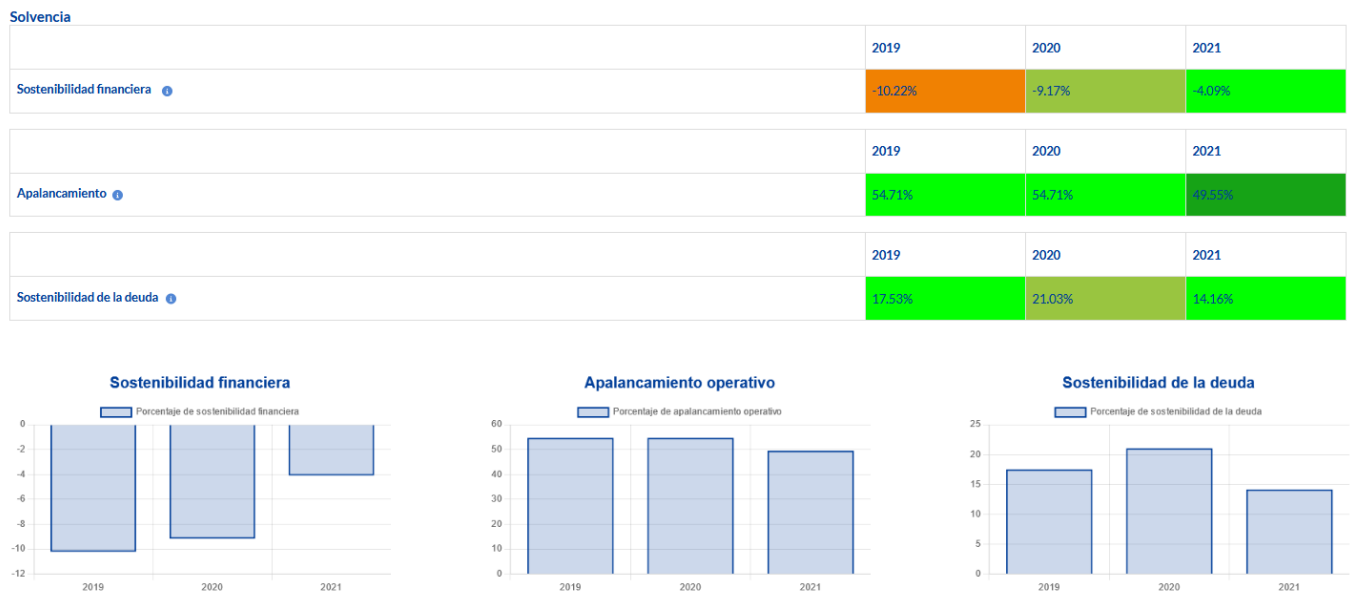 Solvencia
2019 2020 2021
Sostenibilidad financiera i -10.22% -9.17% -4.09%
2019 2020 2021
Apalancamiento i 54.71% 54.71% 49.55%
2019 2020 2021
Sostenibilidad de la deuda i 17.53% 21.03% 14.16%
Sostenibilidad financiera
Porcentaje de sostenibilidad financiera
0
-2
-4
-6
-8
-10
-12
2019 2020 2021
Apalancamiento operativo
Porcentaje de apalancamiento operativo
60
50
40
30
20
10
0
2019 2020 2021
Sostenibilidad de la deuda
Porcentaje de sostenibilidad de la deuda
25
20
15
10
5
0
2019 2020 2021